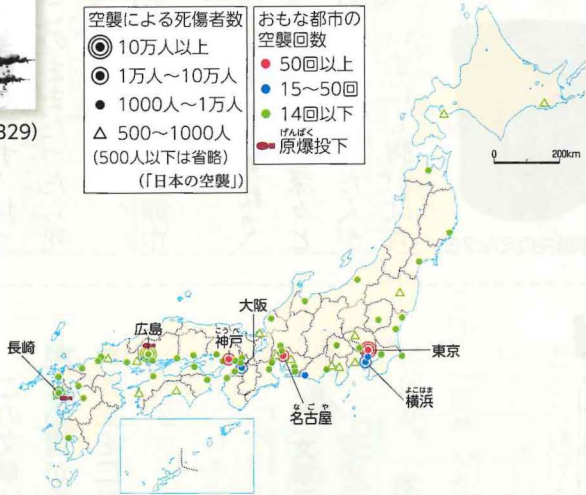 329)
空襲による死傷者数
10万人以上
1万人〜10万人
1000人〜1万人
500〜1000人
(500人以下は省略)
(「日本の空襲」)
おもな都市の
空襲回数
50回以上
15〜50回
14回以下
げんばく
原爆投下
0 200km
大阪
広島
こうべ
神戸
長崎
東京
よこはま
横浜
なごや
名古屋